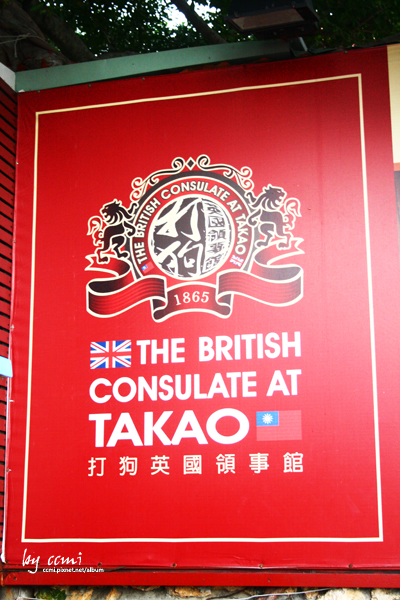 THE BRITISH CONSULATE AT TAKAO
打狗
英國領事館
1865
THE BRITISH
CONSULATE AT
TAKAO
打狗英國領事館
by ccmi
ccmi.pixnet.net/album